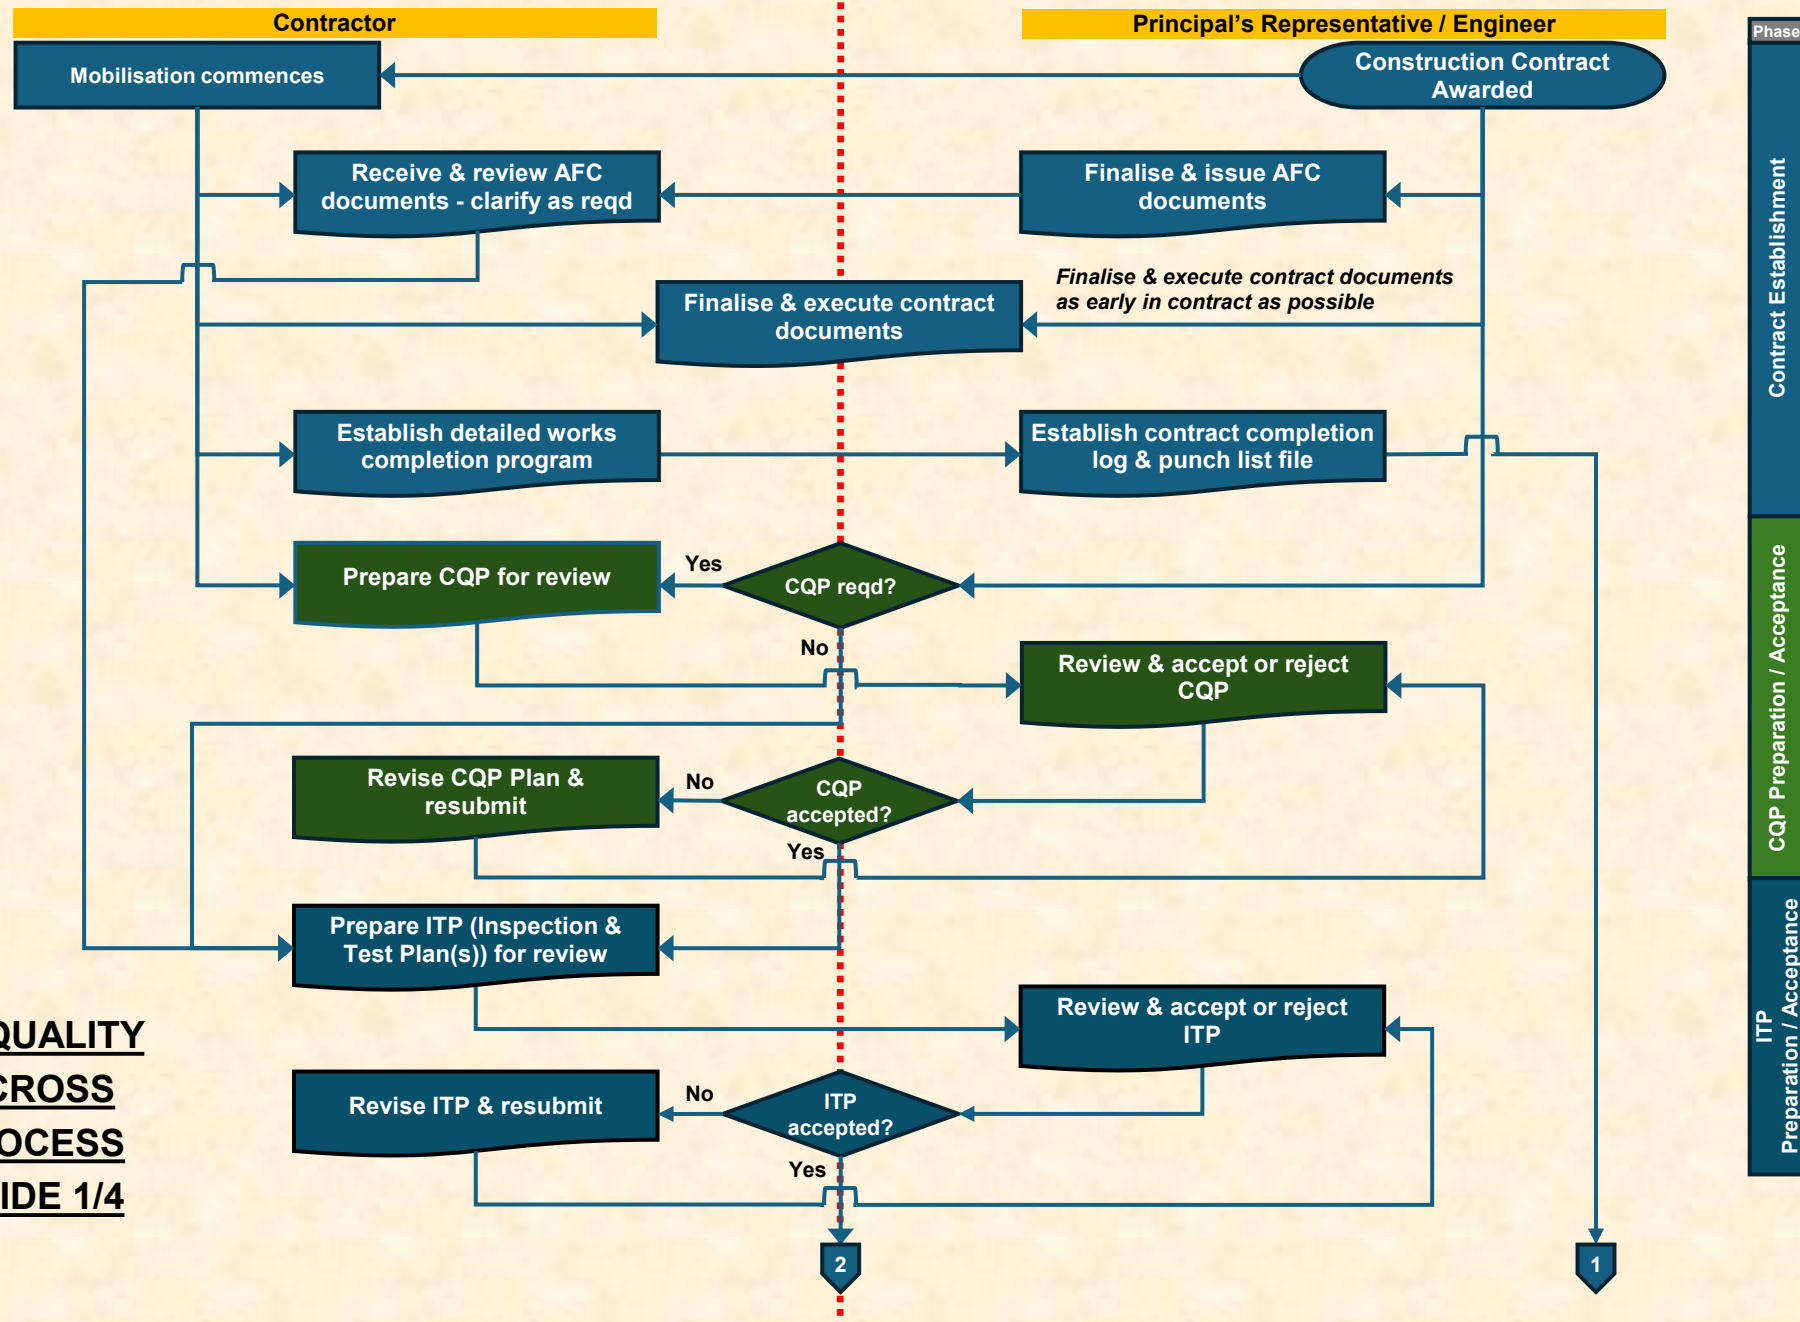 Contractor
Principal's Representative / Engineer
Phase
Mobilisation commences
Construction Contract
Awarded
Receive & review AFC
documents - clarify as reqd
Finalise & issue AFC
documents
Contract Establishment
Finalise & execute contract
documents
Finalise & execute contract documents
as early in contract as possible
Establish detailed works
completion program
Establish contract completion
log & punch list file
Prepare CQP for review
Yes
CQP reqd?
No
Review & accept or reject
CQP
CQP Preparation / Acceptance
Revise CQP Plan &
resubmit
No
CQP
accepted?
Yes
Prepare ITP (Inspection &
Test Plan(s)) for review
Review & accept or reject
ITP
ITP
Preparation / Acceptance
QUALITY
CROSS
OCESS
IDE 1/4
Revise ITP & resubmit
No
ITP
accepted?
Yes
2
1